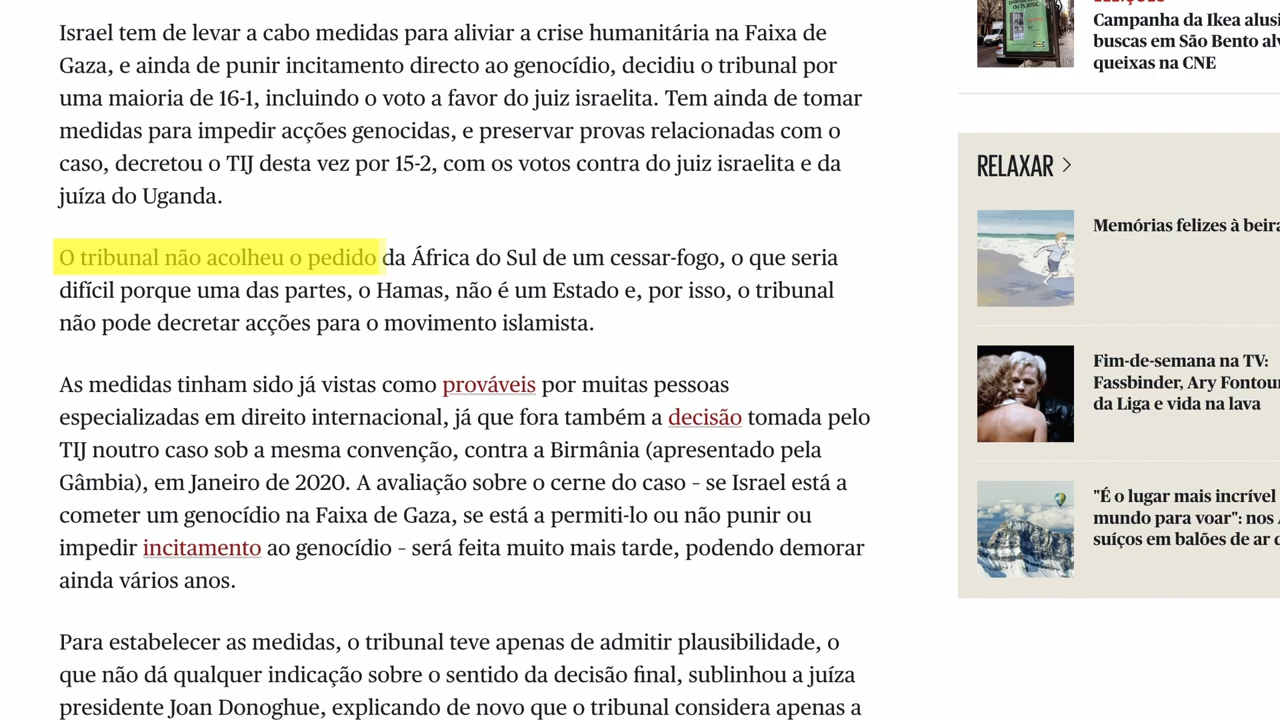 Israel tem de levar a cabo medidas para aliviar a crise humanitária na Faixa de
Gaza, e ainda de punir incitamento directo ao genocídio, decidiu o tribunal por
uma maioria de 16-1, incluindo o voto a favor do juiz israelita. Tem ainda de tomar
medidas para impedir acções genocidas, e preservar provas relacionadas com o
caso, decretou o TIJ desta vez por 15-2, com os votos contra do juiz israelita e da
juíza do Uganda.
O tribunal não acolheu o pedido da África do Sul de um cessar-fogo, o que seria
difícil porque uma das partes, o Hamas, não é um Estado e, por isso, o tribunal
não pode decretar acções para o movimento islamista.
As medidas tinham sido já vistas como prováveis por muitas pessoas
especializadas em direito internacional, já que fora também a decisão tomada pelo
TIJ noutro caso sob a mesma convenção, contra a Birmânia (apresentado pela
Gâmbia), em Janeiro de 2020. A avaliação sobre o cerne do caso – se Israel está a
cometer um genocídio na Faixa de Gaza, se está a permiti-lo ou não punir ou
impedir incitamento ao genocídio – será feita muito mais tarde, podendo demorar
ainda vários anos.
Para estabelecer as medidas, o tribunal teve apenas de admitir plausibilidade, o
que não dá qualquer indicação sobre o sentido da decisão final, sublinhou a juíza
presidente Joan Donoghue, explicando de novo que o tribunal considera apenas a
Campanha da Ikea alusi
buscas em São Bento alv
queixas na CNE
RELAXAR >
Memórias felizes à beira
Fim-de-semana na TV:
Fassbinder, Ary Fontou
da Liga e vida na lava
"É o lugar mais incrível
mundo para voar": nos A
suíços em balões de ar q